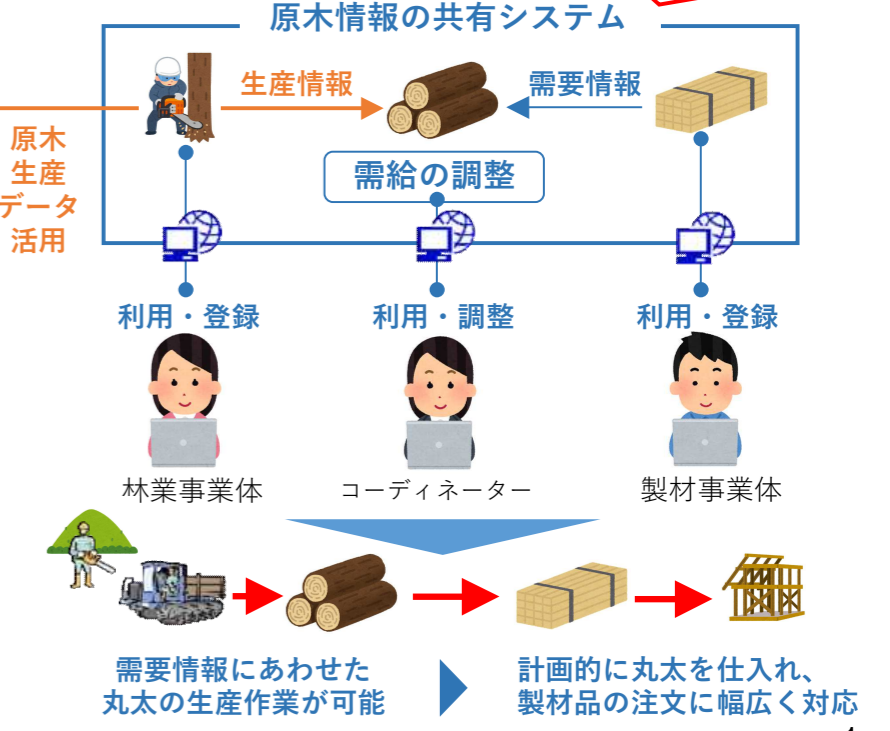 原木情報の共有システム
生産情報
需要情報
原木
生産
データ
活用
需給の調整
利用・登録
利用・調整
利用・登録
林業事業体
コーディネーター
製材事業体
需要情報にあわせた
丸太の生産作業が可能
計画的に丸太を仕入れ、
製材品の注文に幅広く対応